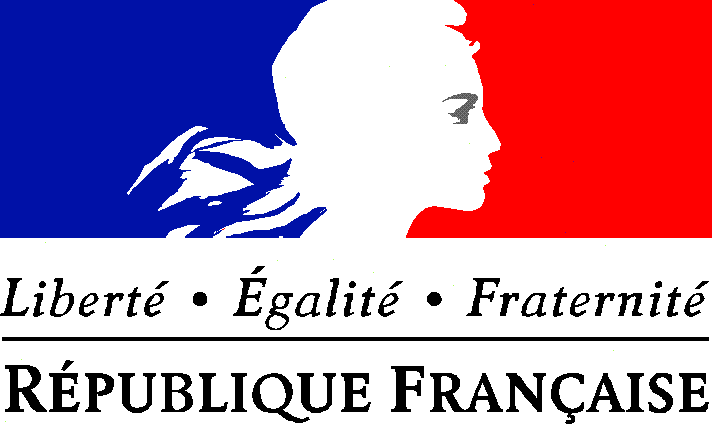 Liberté • Égalité • Fraternité
RÉPUBLIQUE FRANÇAISE